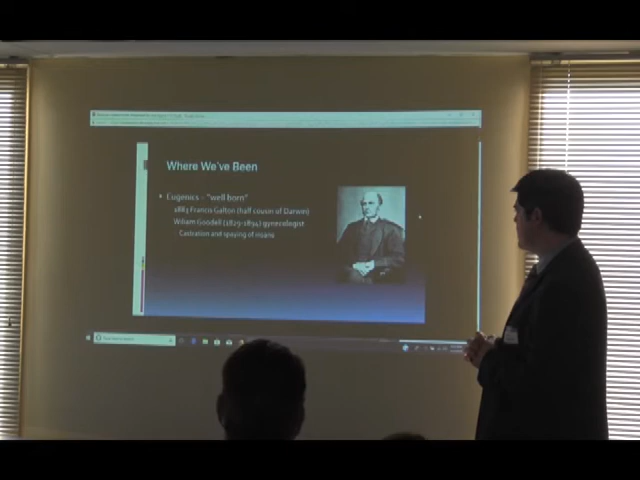 Where We've Been
Eugenics - "well born"
1883 Francis Galton (half cousin of Darwin)
William Goodell (1829-1894) gynecologist
Castration and spaying of insane